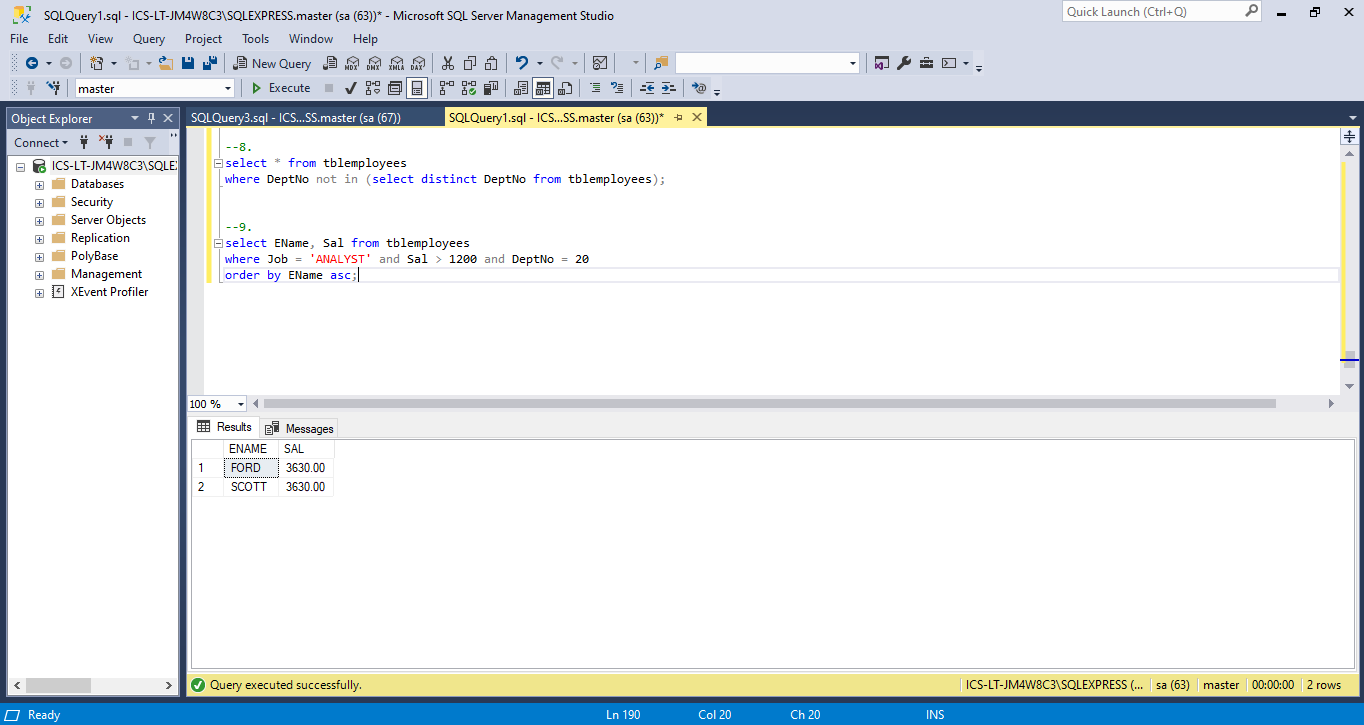 SQLQuery1.sql - ICS-LT-JM4W8C3\SQLEXPRESS.master (sa (63))* - Microsoft SQL Server Management Studio
Quick Launch (Ctrl+Q)
File Edit View Query Project Tools Window Help
New Query MDX DMX XMLA DAX
master Execute
Object Explorer
SQLQuery3.sql - ICS...SS.master (sa (67))
SQLQuery1.sql - ICS...SS.master (sa (63))*
Connect
ICS-LT-JM4W8C3\SQLE
Databases
Security
Server Objects
Replication
PolyBase
Management
XEvent Profiler
--8.
select * from tblemployees
where DeptNo not in (select distinct DeptNo from tblemployees);
--9.
select EName, Sal from tblemployees
where Job = 'ANALYST' and Sal > 1200 and DeptNo = 20
order by EName asc;
100 %
Results Messages
ENAME SAL
1 FORD 3630.00
2 SCOTT 3630.00
Query executed successfully.
ICS-LT-JM4W8C3\SQLEXPRESS (... sa (63) master 00:00:00 2 rows
Ready Ln 190 Col 20 Ch 20 INS